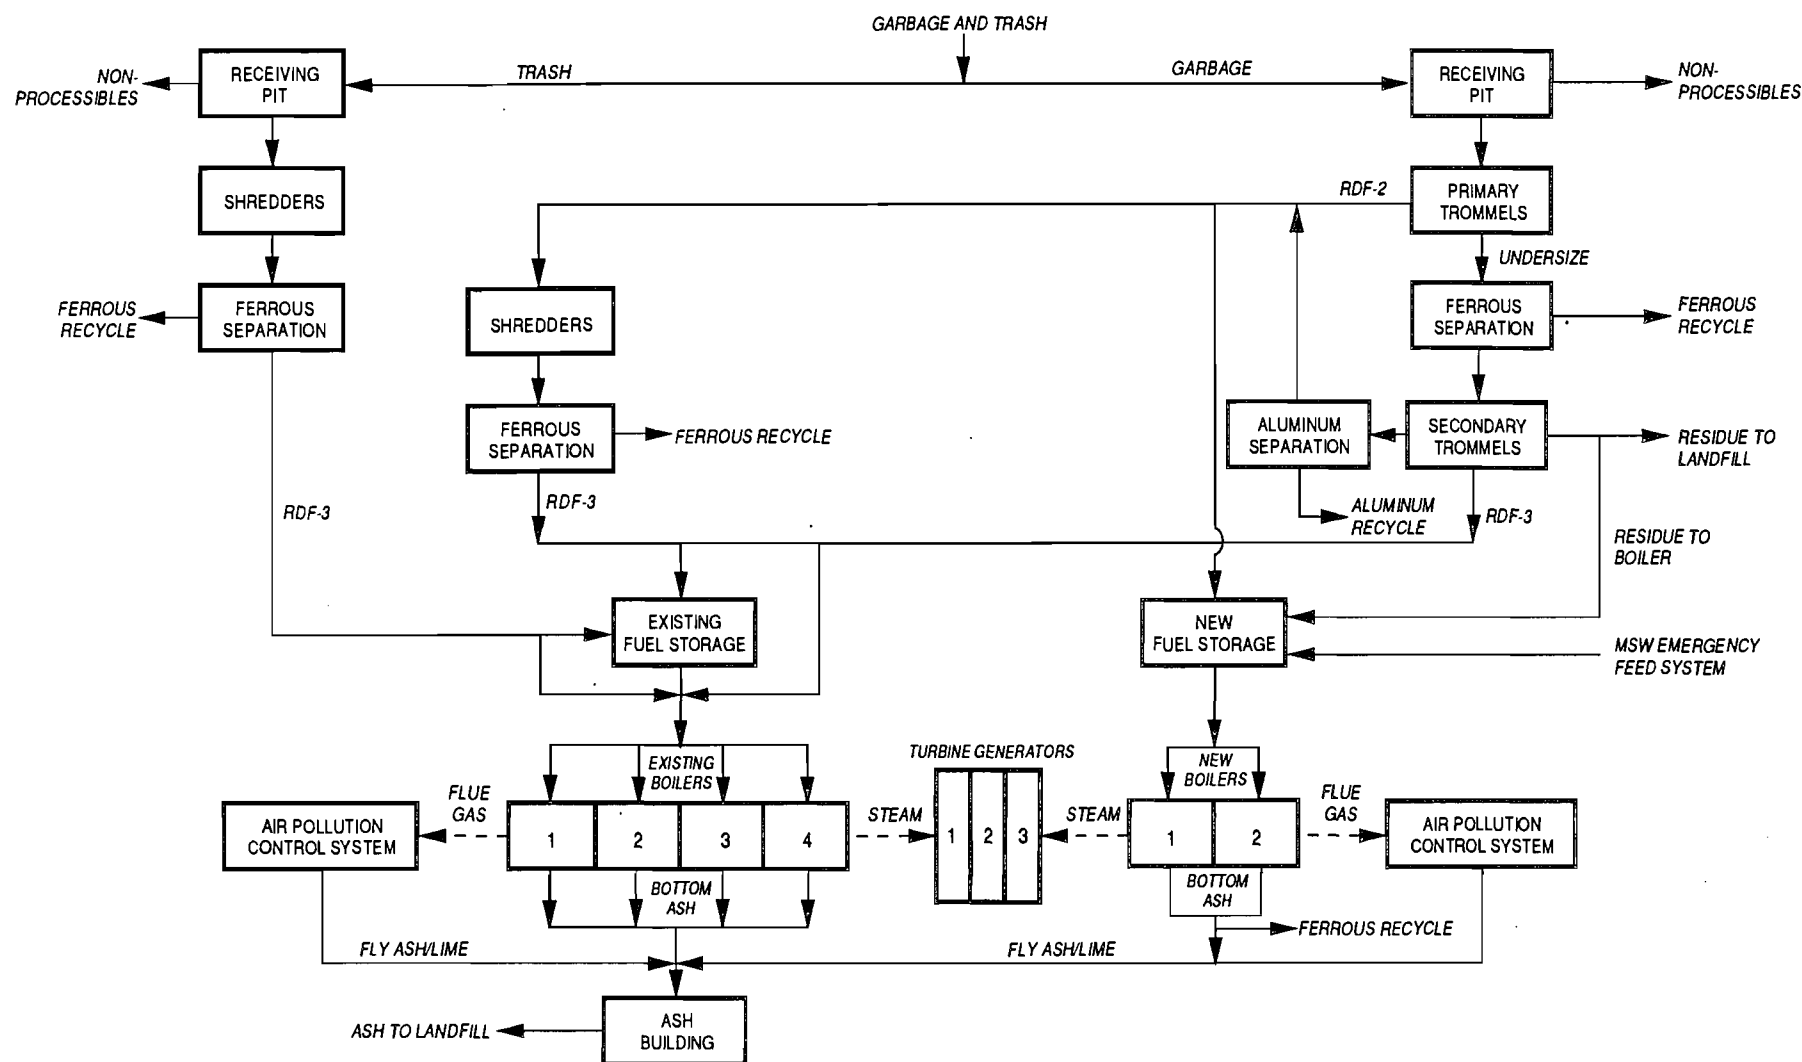 GARBAGE AND TRASH
NON-
PROCESSIBLES
RECEIVING
PIT
TRASH
GARBAGE
RECEIVING
PIT
NON-
PROCESSIBLES
SHREDDERS
RDF-2
PRIMARY
TROMMELS
UNDERSIZE
FERROUS
RECYCLE
FERROUS
SEPARATION
SHREDDERS
FERROUS
SEPARATION
FERROUS
RECYCLE
FERROUS
SEPARATION
FERROUS RECYCLE
ALUMINUM
SEPARATION
SECONDARY
TROMMELS
RESIDUE TO
LANDFILL
RDF-3
RDF-3
ALUMINUM
RECYCLE
RDF-3
RESIDUE TO
BOILER
EXISTING
FUEL STORAGE
NEW
FUEL STORAGE
MSW EMERGENCY
FEED SYSTEM
EXISTING
BOILERS
TURBINE GENERATORS
NEW
BOILERS
AIR POLLUTION
CONTROL SYSTEM
FLUE
GAS
1
2
3
4
STEAM
1
2
3
STEAM
1
2
FLUE
GAS
AIR POLLUTION
CONTROL SYSTEM
BOTTOM
ASH
BOTTOM
ASH
FERROUS RECYCLE
FLY ASH/LIME
FLY ASH/LIME
ASH TO LANDFILL
ASH
BUILDING